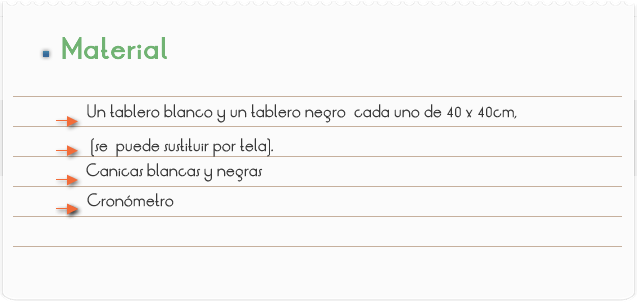 Material
Un tablero blanco y un tablero negro cada uno de 40 x 40cm,
(se puede sustituir por tela).
Canicas blancas y negras
Cronómetro